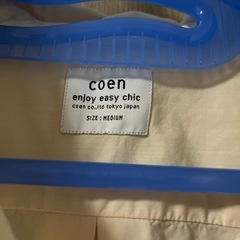 coen
enjoy easy chic
coen co.,ltd tokyo japan
SIZE : MEDIUM